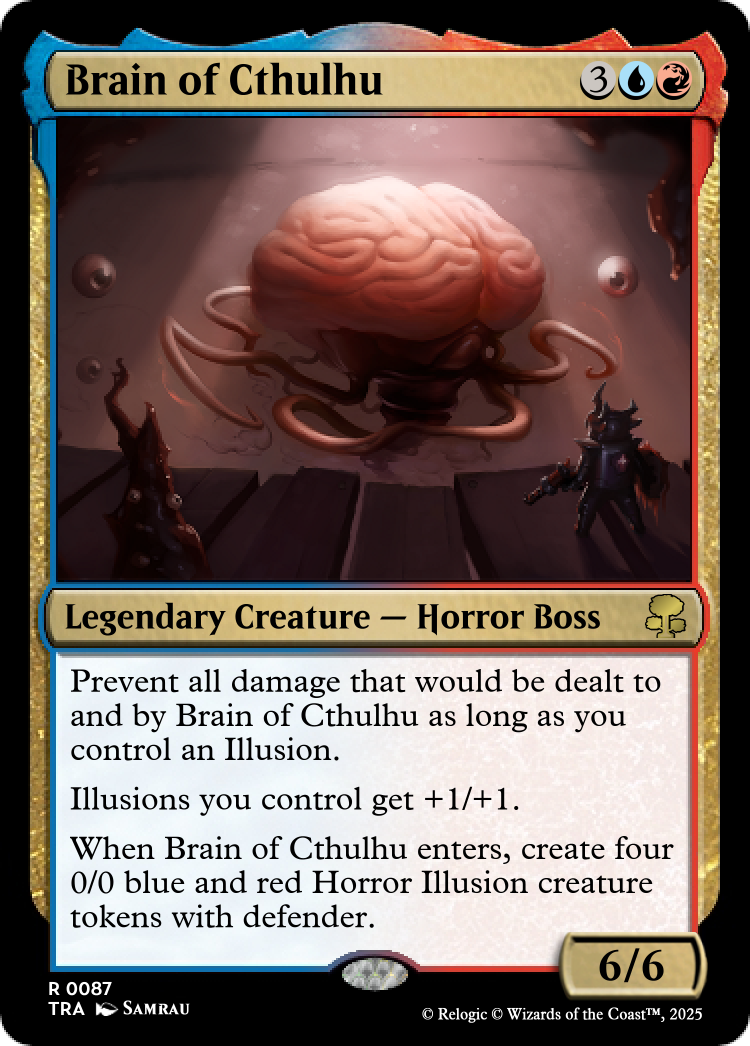 Brain of Cthulhu 3
Legendary Creature — Horror Boss
Prevent all damage that would be dealt to
and by Brain of Cthulhu as long as you
control an Illusion.
Illusions you control get +1/+1.
When Brain of Cthulhu enters, create four
0/0 blue and red Horror Illusion creature
tokens with defender.
6/6
R 0087
TRA SAMRAU
© Relogic © Wizards of the Coast™, 2025